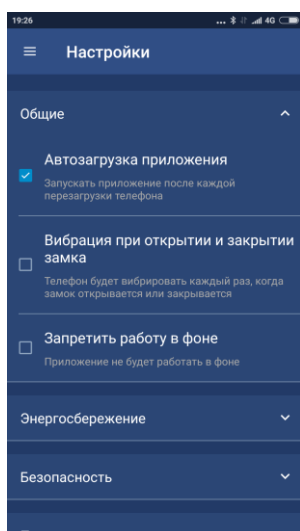 19:26 ... 4G
Настройки
Общие
Автозагрузка приложения
Запускать приложение после каждой
перезагрузки телефона
Вибрация при открытии и закрытии
замка
Телефон будет вибрировать каждый раз, когда
замок открывается или закрывается
Запретить работу в фоне
Приложение не будет работать в фоне
Энергосбережение
Безопасность